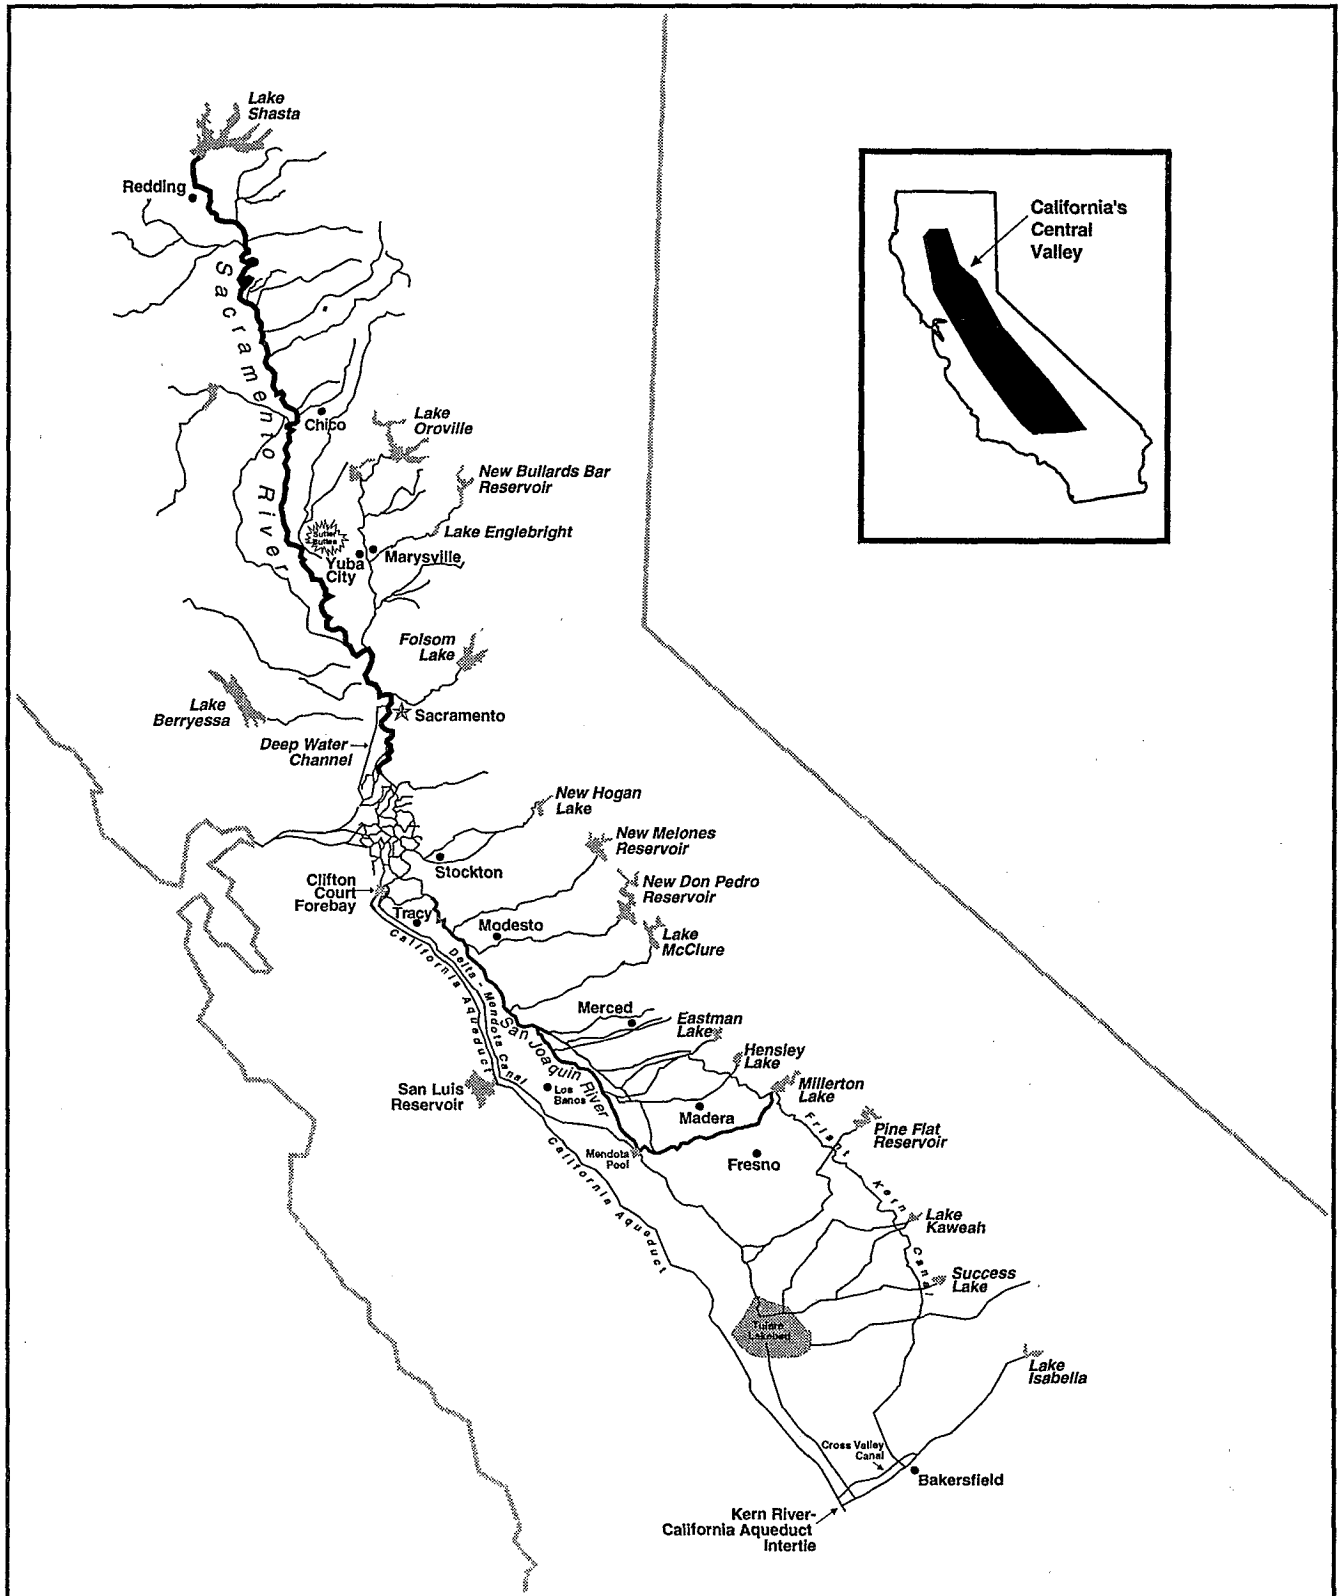 Lake
Shasta
Redding
California's
Central
Valley
Sacramento River
Chico
Lake
Oroville
New Bullards Bar
Reservoir
Lake Englebright
Sutter
Buttes
Yuba
City
Marysville
Folsom
Lake
Lake
Berryessa
Sacramento
Deep Water
Channel
New Hogan
Lake
New Melones
Reservoir
Stockton
Clifton
Court
Forebay
New Don Pedro
Reservoir
Tracy
Modesto
Lake
McClure
California Aqueduct
Delta - Mendota Canal
San Joaquin River
Merced
Eastman
Lake
Hensley
Lake
San Luis
Reservoir
Los
Banos
Millerton
Lake
Madera
Friant Kern Canal
Pine Flat
Reservoir
Mendota
Pool
Fresno
California Aqueduct
Lake
Kaweah
Success
Lake
Tulare
Lakebed
Lake
Isabella
Cross Valley
Canal
Bakersfield
Kern River-
California Aqueduct
Intertie